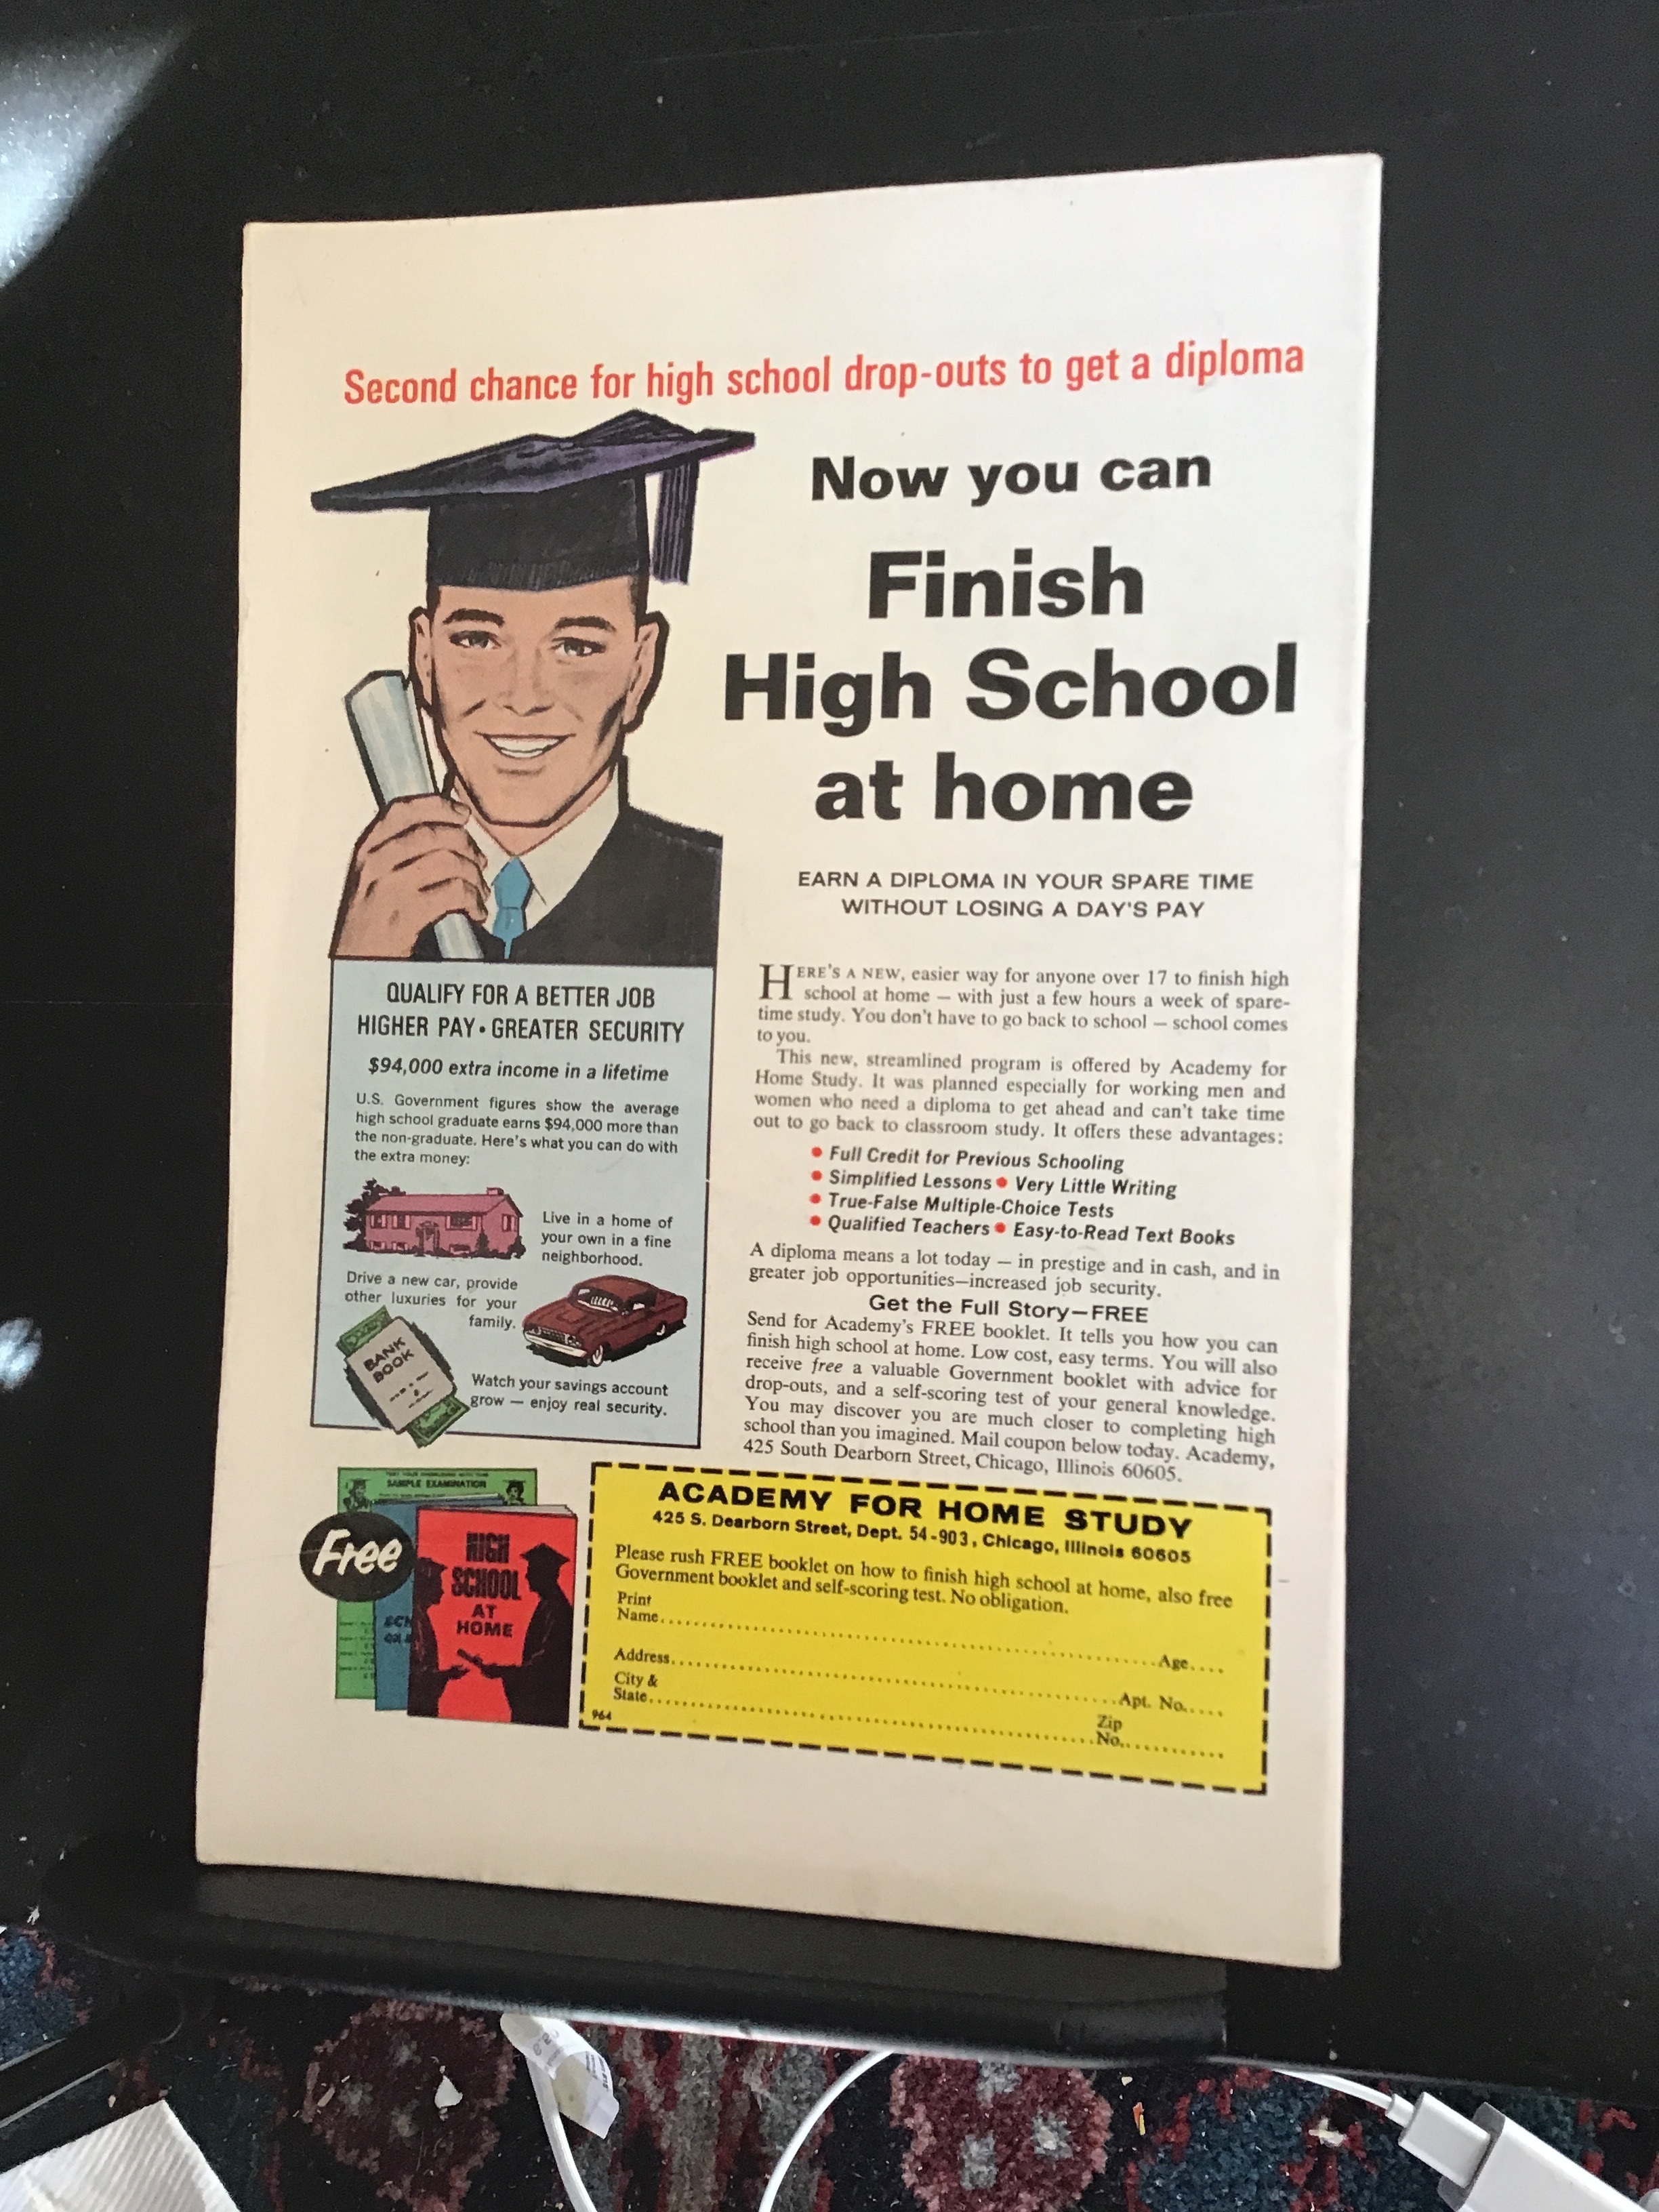 Second chance for high school drop-outs to get a diploma
Now you can
Finish
High School
at home
EARN A DIPLOMA IN YOUR SPARE TIME
WITHOUT LOSING A DAY'S PAY
QUALIFY FOR A BETTER JOB
HIGHER PAY • GREATER SECURITY
$94,000 extra income in a lifetime
U.S. Government figures show the average
high school graduate earns $94,000 more than
the non-graduate. Here's what you can do with
the extra money:
Live in a home of
your own in a fine
neighborhood.
Drive a new car, provide
other luxuries for your
family.
BANK
BOOK
Watch your savings account
grow — enjoy real security.
HERE'S A NEW, easier way for anyone over 17 to finish high
school at home — with just a few hours a week of spare-
time study. You don't have to go back to school — school comes
to you.
This new, streamlined program is offered by Academy for
Home Study. It was planned especially for working men and
women who need a diploma to get ahead and can't take time
out to go back to classroom study. It offers these advantages:
• Full Credit for Previous Schooling
• Simplified Lessons • Very Little Writing
• True-False Multiple-Choice Tests
• Qualified Teachers • Easy-to-Read Text Books
A diploma means a lot today — in prestige and in cash, and in
greater job opportunities—increased job security.
Get the Full Story—FREE
Send for Academy's FREE booklet. It tells you how you can
finish high school at home. Low cost, easy terms. You will also
receive free a valuable Government booklet with advice for
drop-outs, and a self-scoring test of your general knowledge.
You may discover you are much closer to completing high
school than you imagined. Mail coupon below today. Academy,
425 South Dearborn Street, Chicago, Illinois 60605.
SAMPLE EXAMINATION
Free
HIGH
SCHOOL
AT
HOME
ACADEMY FOR HOME STUDY
425 S. Dearborn Street, Dept. 54-903, Chicago, Illinois 60605
Please rush FREE booklet on how to finish high school at home, also free
Government booklet and self-scoring test. No obligation.
Print
Name..........Age....
Address..........Apt. No.....
City &
State..........Zip
No............
964